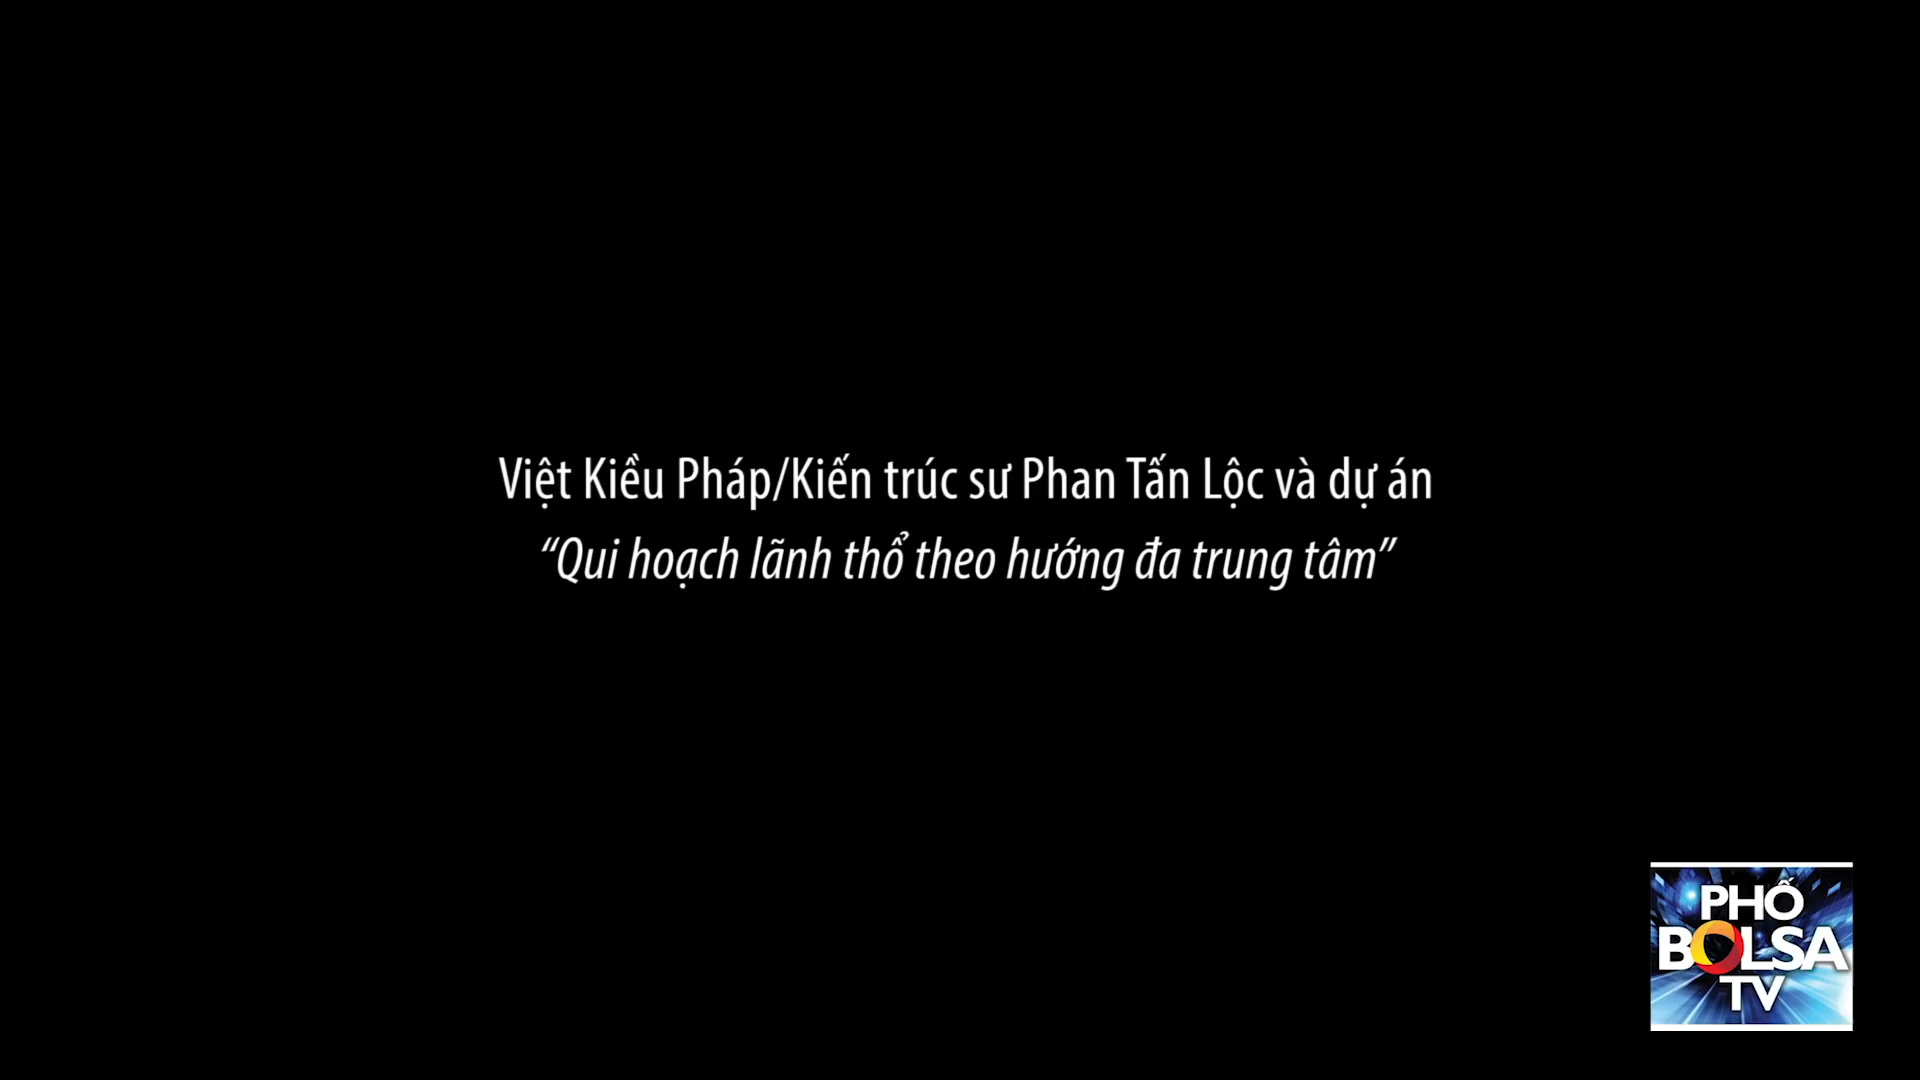 Việt Kiều Pháp/Kiến trúc sư Phan Tấn Lộc và dự án
“Qui hoạch lãnh thổ theo hướng đa trung tâm”
PHỐ
BOLSA
TV